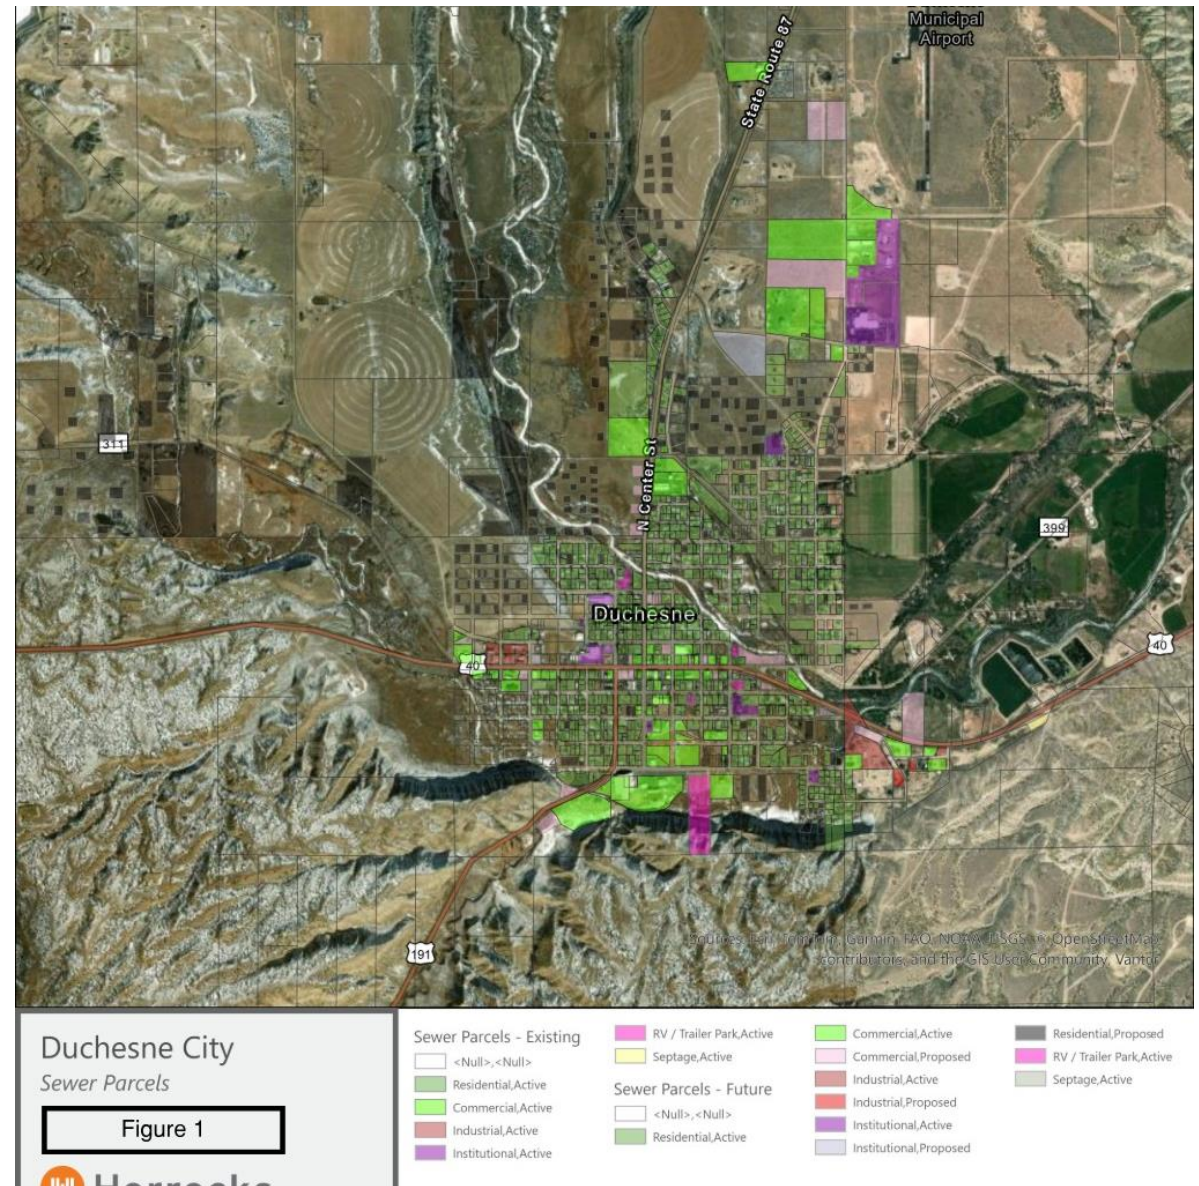 Municipal
Airport
State Route 87
311
N Center St
399
Duchesne
40
40
191
Sources: Esri, TomTom, Garmin, FAO, NOAA, USGS, © OpenStreetMap
contributors, and the GIS User Community, Vantor
Duchesne City
Sewer Parcels
Figure 1
Horrocks
Sewer Parcels - Existing
<Null>,<Null>
Residential,Active
Commercial,Active
Industrial,Active
Institutional,Active
RV / Trailer Park,Active
Septage,Active
Sewer Parcels - Future
<Null>,<Null>
Residential,Active
Commercial,Active
Commercial,Proposed
Industrial,Active
Industrial,Proposed
Institutional,Active
Institutional,Proposed
Residential,Proposed
RV / Trailer Park,Active
Septage,Active